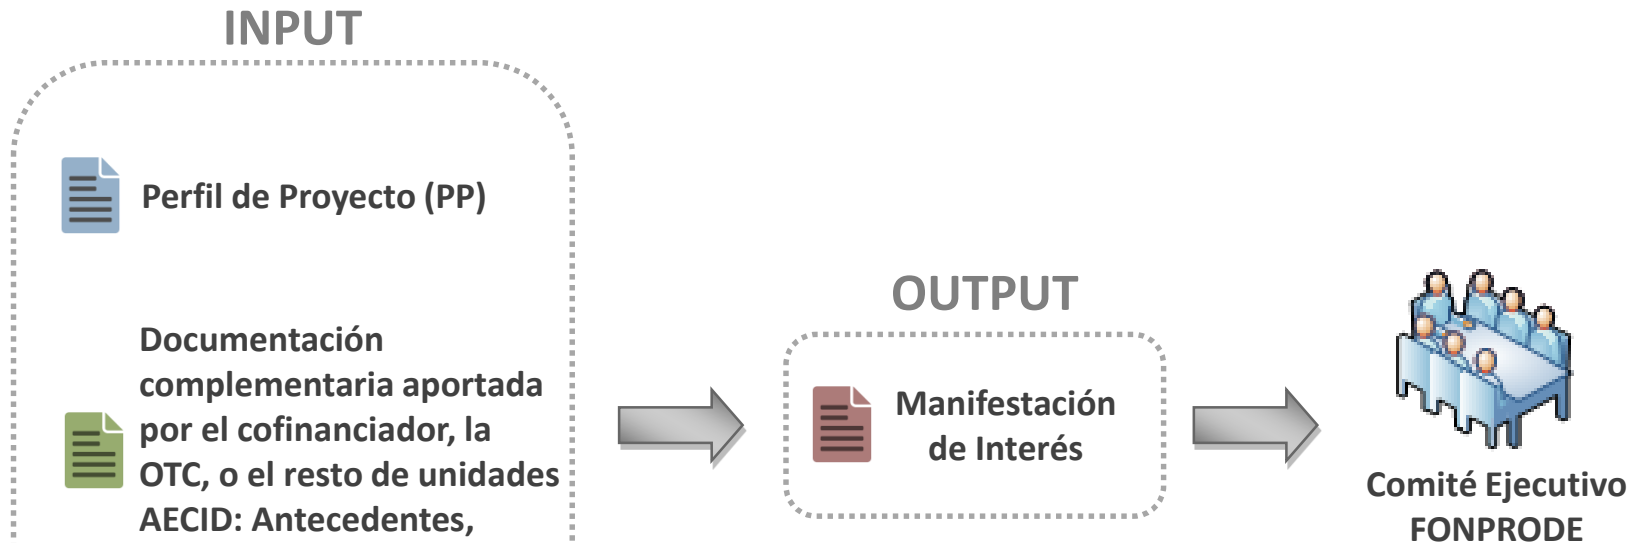 INPUT
Perfil de Proyecto (PP)
Documentación
complementaria aportada
por el cofinanciador, la
OTC, o el resto de unidades
AECID: Antecedentes,
OUTPUT
Manifestación
de Interés
Comité Ejecutivo
FONPRODE